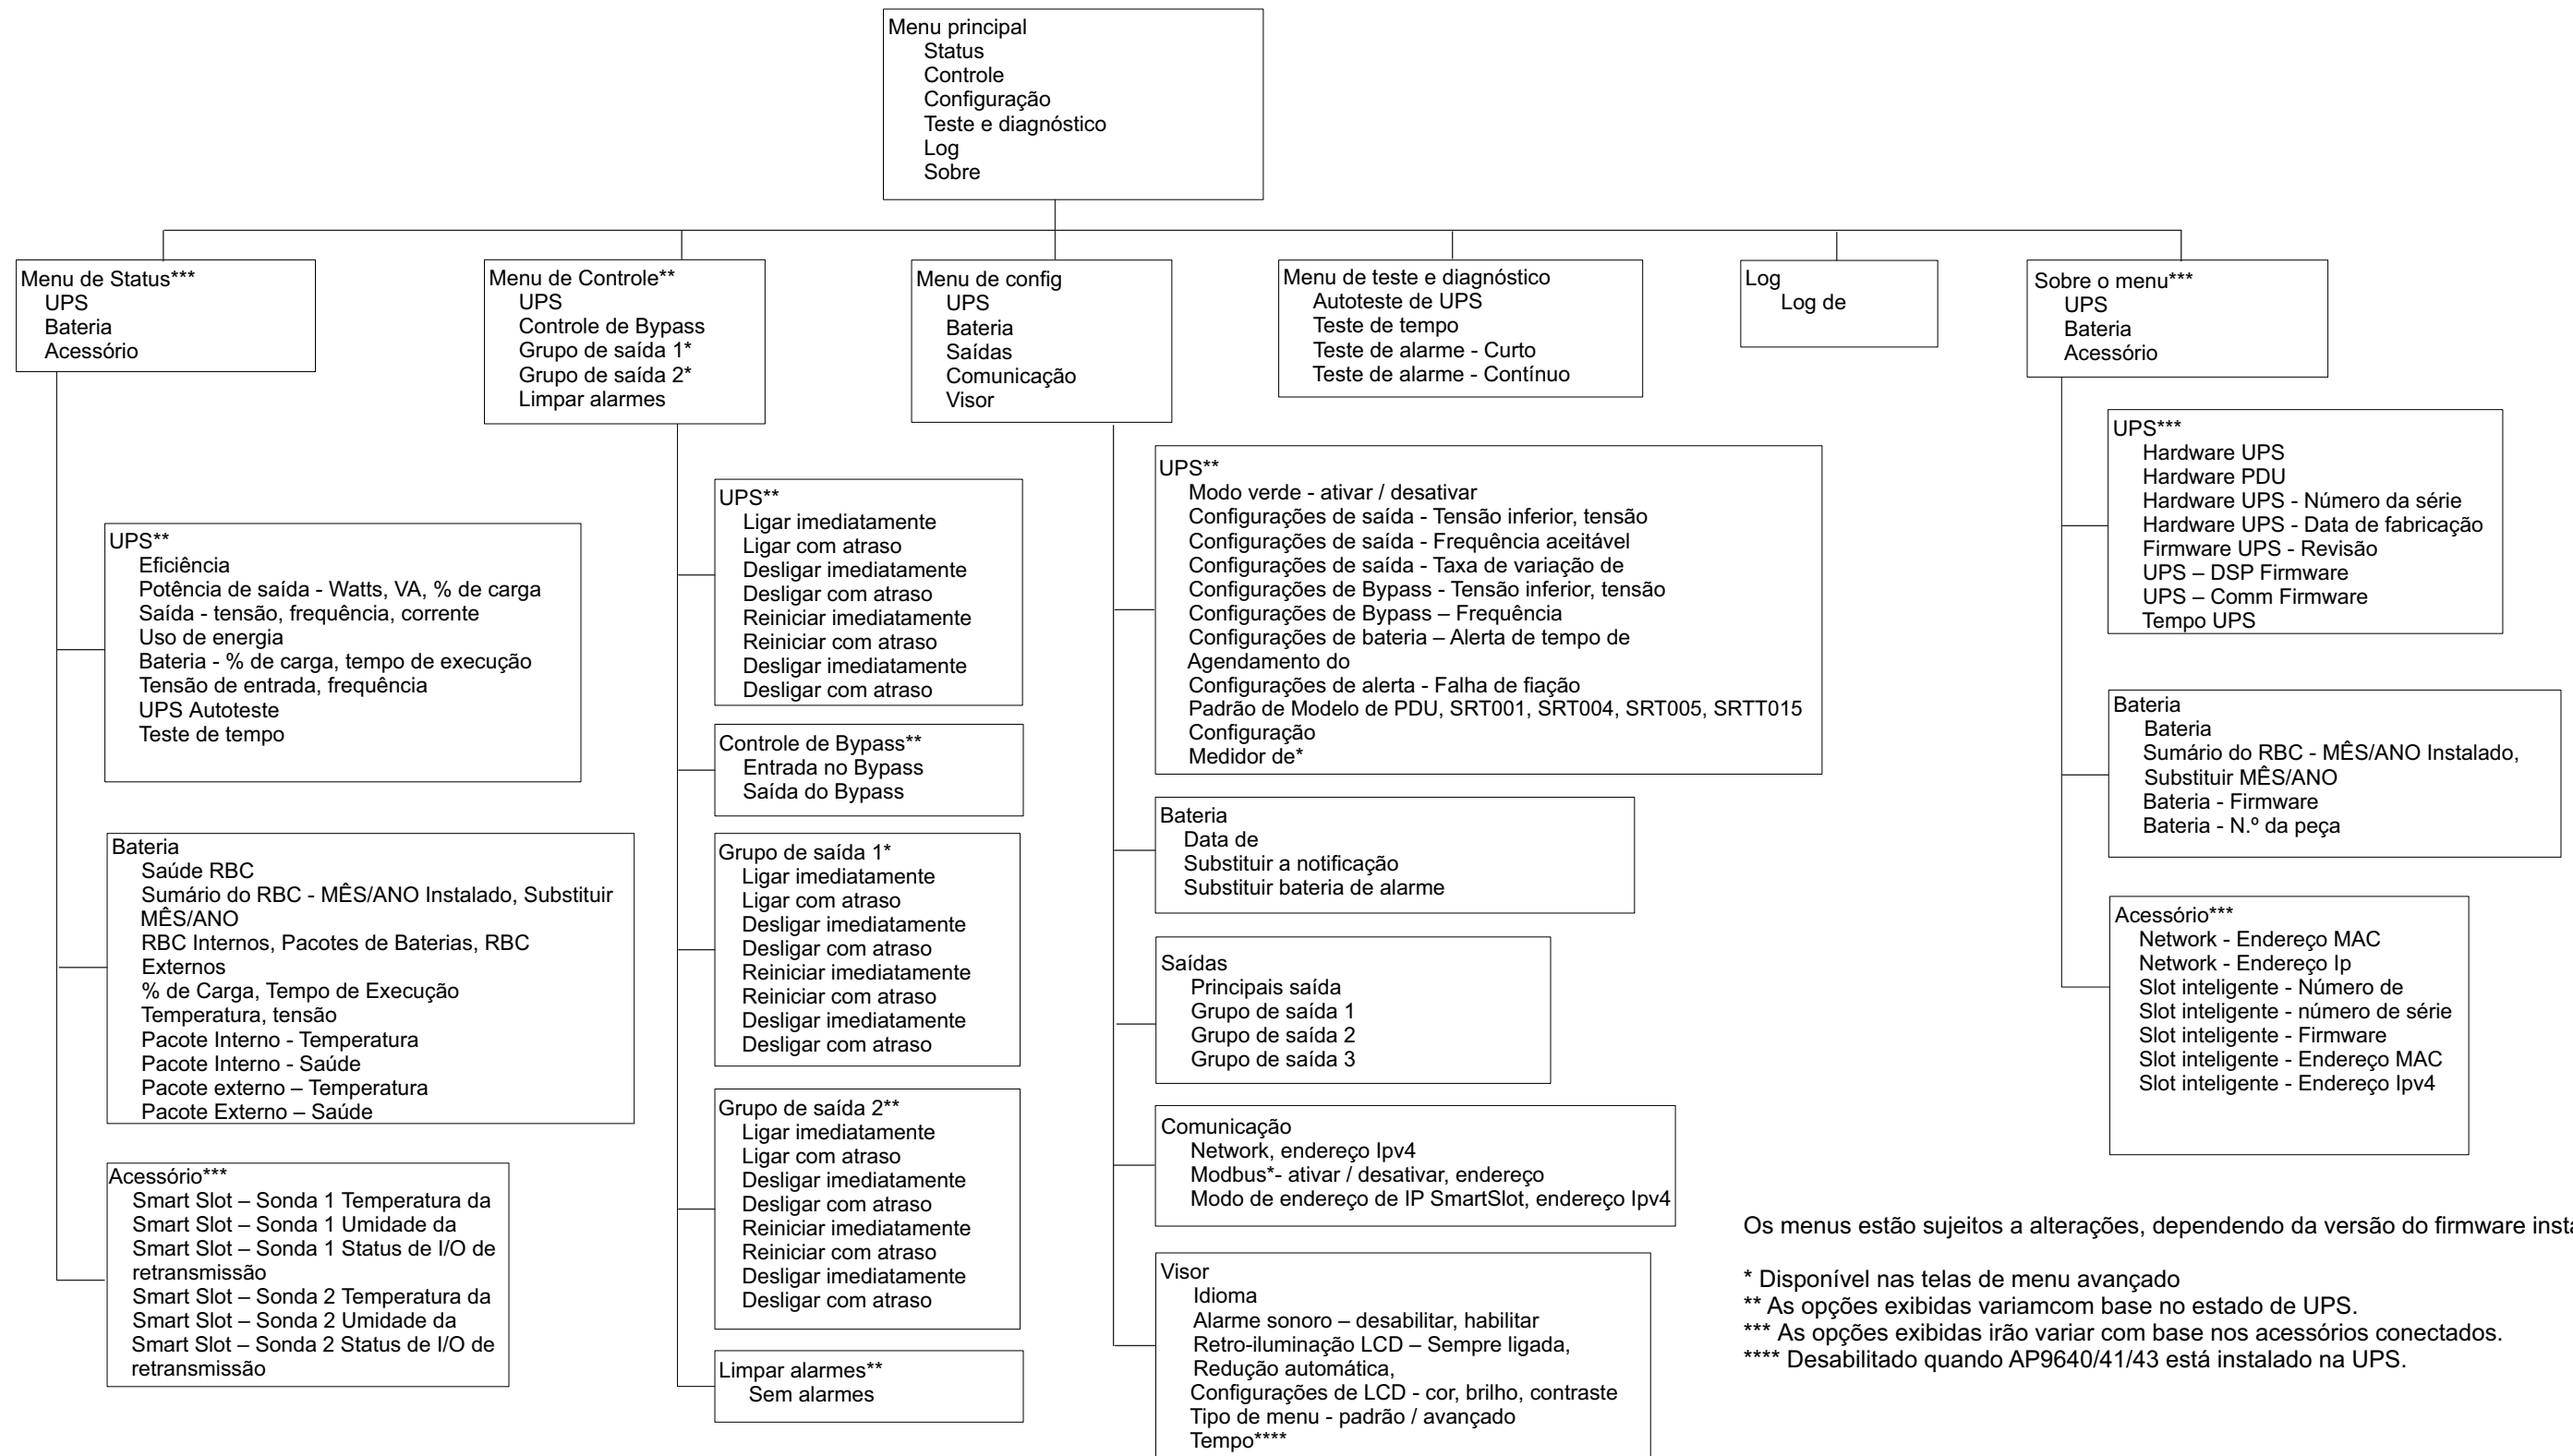 Menu principal
Status
Controle
Configuração
Teste e diagnóstico
Log
Sobre
Menu de Status***
UPS
Bateria
Acessório
Menu de Controle**
UPS
Controle de Bypass
Grupo de saída 1*
Grupo de saída 2*
Limpar alarmes
Menu de config
UPS
Bateria
Saídas
Comunicação
Visor
Menu de teste e diagnóstico
Autoteste de UPS
Teste de tempo
Teste de alarme - Curto
Teste de alarme - Contínuo
Log
Log de
Sobre o menu***
UPS
Bateria
Acessório
UPS**
Eficiência
Potência de saída - Watts, VA, % de carga
Saída - tensão, frequência, corrente
Uso de energia
Bateria - % de carga, tempo de execução
Tensão de entrada, frequência
UPS Autoteste
Teste de tempo
Bateria
Saúde RBC
Sumário do RBC - MÊS/ANO Instalado, Substituir
MÊS/ANO
RBC Internos, Pacotes de Baterias, RBC
Externos
% de Carga, Tempo de Execução
Temperatura, tensão
Pacote Interno - Temperatura
Pacote Interno - Saúde
Pacote externo – Temperatura
Pacote Externo – Saúde
Acessório***
Smart Slot – Sonda 1 Temperatura da
Smart Slot – Sonda 1 Umidade da
Smart Slot – Sonda 1 Status de I/O de
retransmissão
Smart Slot – Sonda 2 Temperatura da
Smart Slot – Sonda 2 Umidade da
Smart Slot – Sonda 2 Status de I/O de
retransmissão
UPS**
Ligar imediatamente
Ligar com atraso
Desligar imediatamente
Desligar com atraso
Reiniciar imediatamente
Reiniciar com atraso
Desligar imediatamente
Desligar com atraso
Controle de Bypass**
Entrada no Bypass
Saída do Bypass
Grupo de saída 1*
Ligar imediatamente
Ligar com atraso
Desligar imediatamente
Desligar com atraso
Reiniciar imediatamente
Reiniciar com atraso
Desligar imediatamente
Desligar com atraso
Grupo de saída 2**
Ligar imediatamente
Ligar com atraso
Desligar imediatamente
Desligar com atraso
Reiniciar imediatamente
Reiniciar com atraso
Desligar imediatamente
Desligar com atraso
Limpar alarmes**
Sem alarmes
UPS**
Modo verde - ativar / desativar
Configurações de saída - Tensão inferior, tensão
Configurações de saída - Frequência aceitável
Configurações de saída - Taxa de variação de
Configurações de Bypass - Tensão inferior, tensão
Configurações de Bypass – Frequência
Configurações de bateria – Alerta de tempo de
Agendamento do
Configurações de alerta - Falha de fiação
Padrão de Modelo de PDU, SRT001, SRT004, SRT005, SRTT015
Configuração
Medidor de*
Bateria
Data de
Substituir a notificação
Substituir bateria de alarme
Saídas
Principais saída
Grupo de saída 1
Grupo de saída 2
Grupo de saída 3
Comunicação
Network, endereço Ipv4
Modbus*- ativar / desativar, endereço
Modo de endereço de IP SmartSlot, endereço Ipv4
Visor
Idioma
Alarme sonoro – desabilitar, habilitar
Retro-iluminação LCD – Sempre ligada,
Redução automática,
Configurações de LCD - cor, brilho, contraste
Tipo de menu - padrão / avançado
Tempo****
UPS***
Hardware UPS
Hardware PDU
Hardware UPS - Número da série
Hardware UPS - Data de fabricação
Firmware UPS - Revisão
UPS – DSP Firmware
UPS – Comm Firmware
Tempo UPS
Bateria
Bateria
Sumário do RBC - MÊS/ANO Instalado,
Substituir MÊS/ANO
Bateria - Firmware
Bateria - N.º da peça
Acessório***
Network - Endereço MAC
Network - Endereço Ip
Slot inteligente - Número de
Slot inteligente - número de série
Slot inteligente - Firmware
Slot inteligente - Endereço MAC
Slot inteligente - Endereço Ipv4
Os menus estão sujeitos a alterações, dependendo da versão do firmware
* Disponível nas telas de menu avançado
** As opções exibidas variamcom base no estado de UPS.
*** As opções exibidas irão variar com base nos acessórios conectados.
**** Desabilitado quando AP9640/41/43 está instalado na UPS.